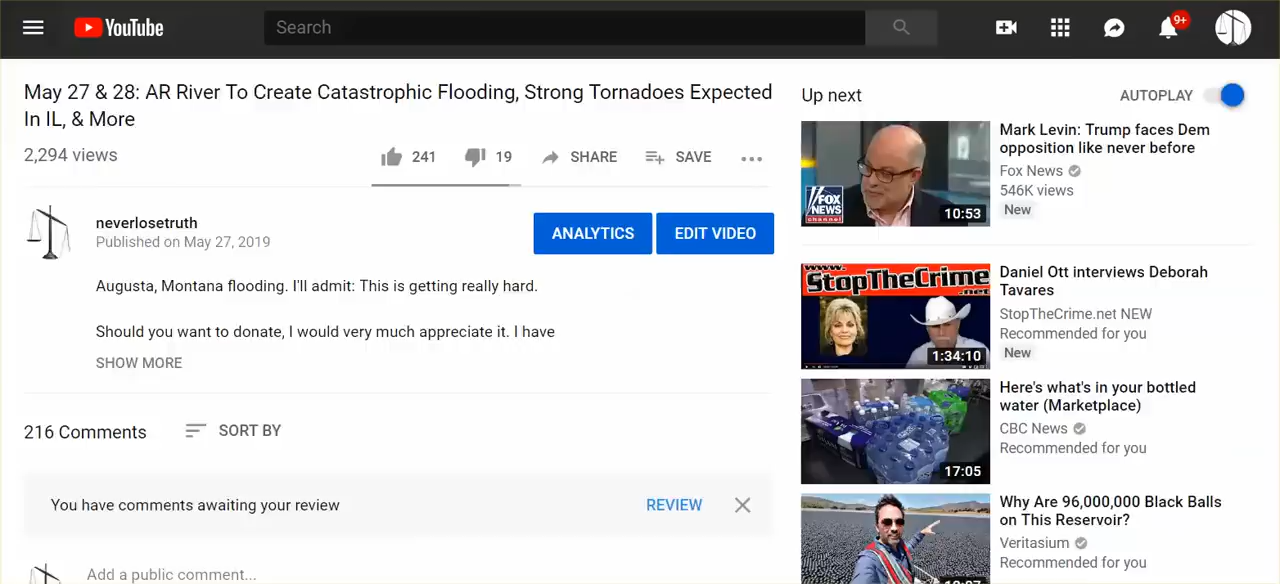 YouTube
Search
9+
May 27 & 28: AR River To Create Catastrophic Flooding, Strong Tornadoes Expected
In IL, & More
2,294 views
241
19
SHARE
SAVE
neverlosetruth
Published on May 27, 2019
ANALYTICS
EDIT VIDEO
Augusta, Montana flooding. I'll admit: This is getting really hard.
Should you want to donate, I would very much appreciate it. I have
SHOW MORE
216 Comments
SORT BY
You have comments awaiting your review
REVIEW
Add a public comment...
Up next
AUTOPLAY
FOX
NEWS
channel
10:53
Mark Levin: Trump faces Dem
opposition like never before
Fox News
546K views
New
www.
StopTheCrime
.net
1:34:10
Daniel Ott interviews Deborah
Tavares
StopTheCrime.net NEW
Recommended for you
New
17:05
Here's what's in your bottled
water (Marketplace)
CBC News
Recommended for you
Why Are 96,000,000 Black Balls
on This Reservoir?
Veritasium
Recommended for you